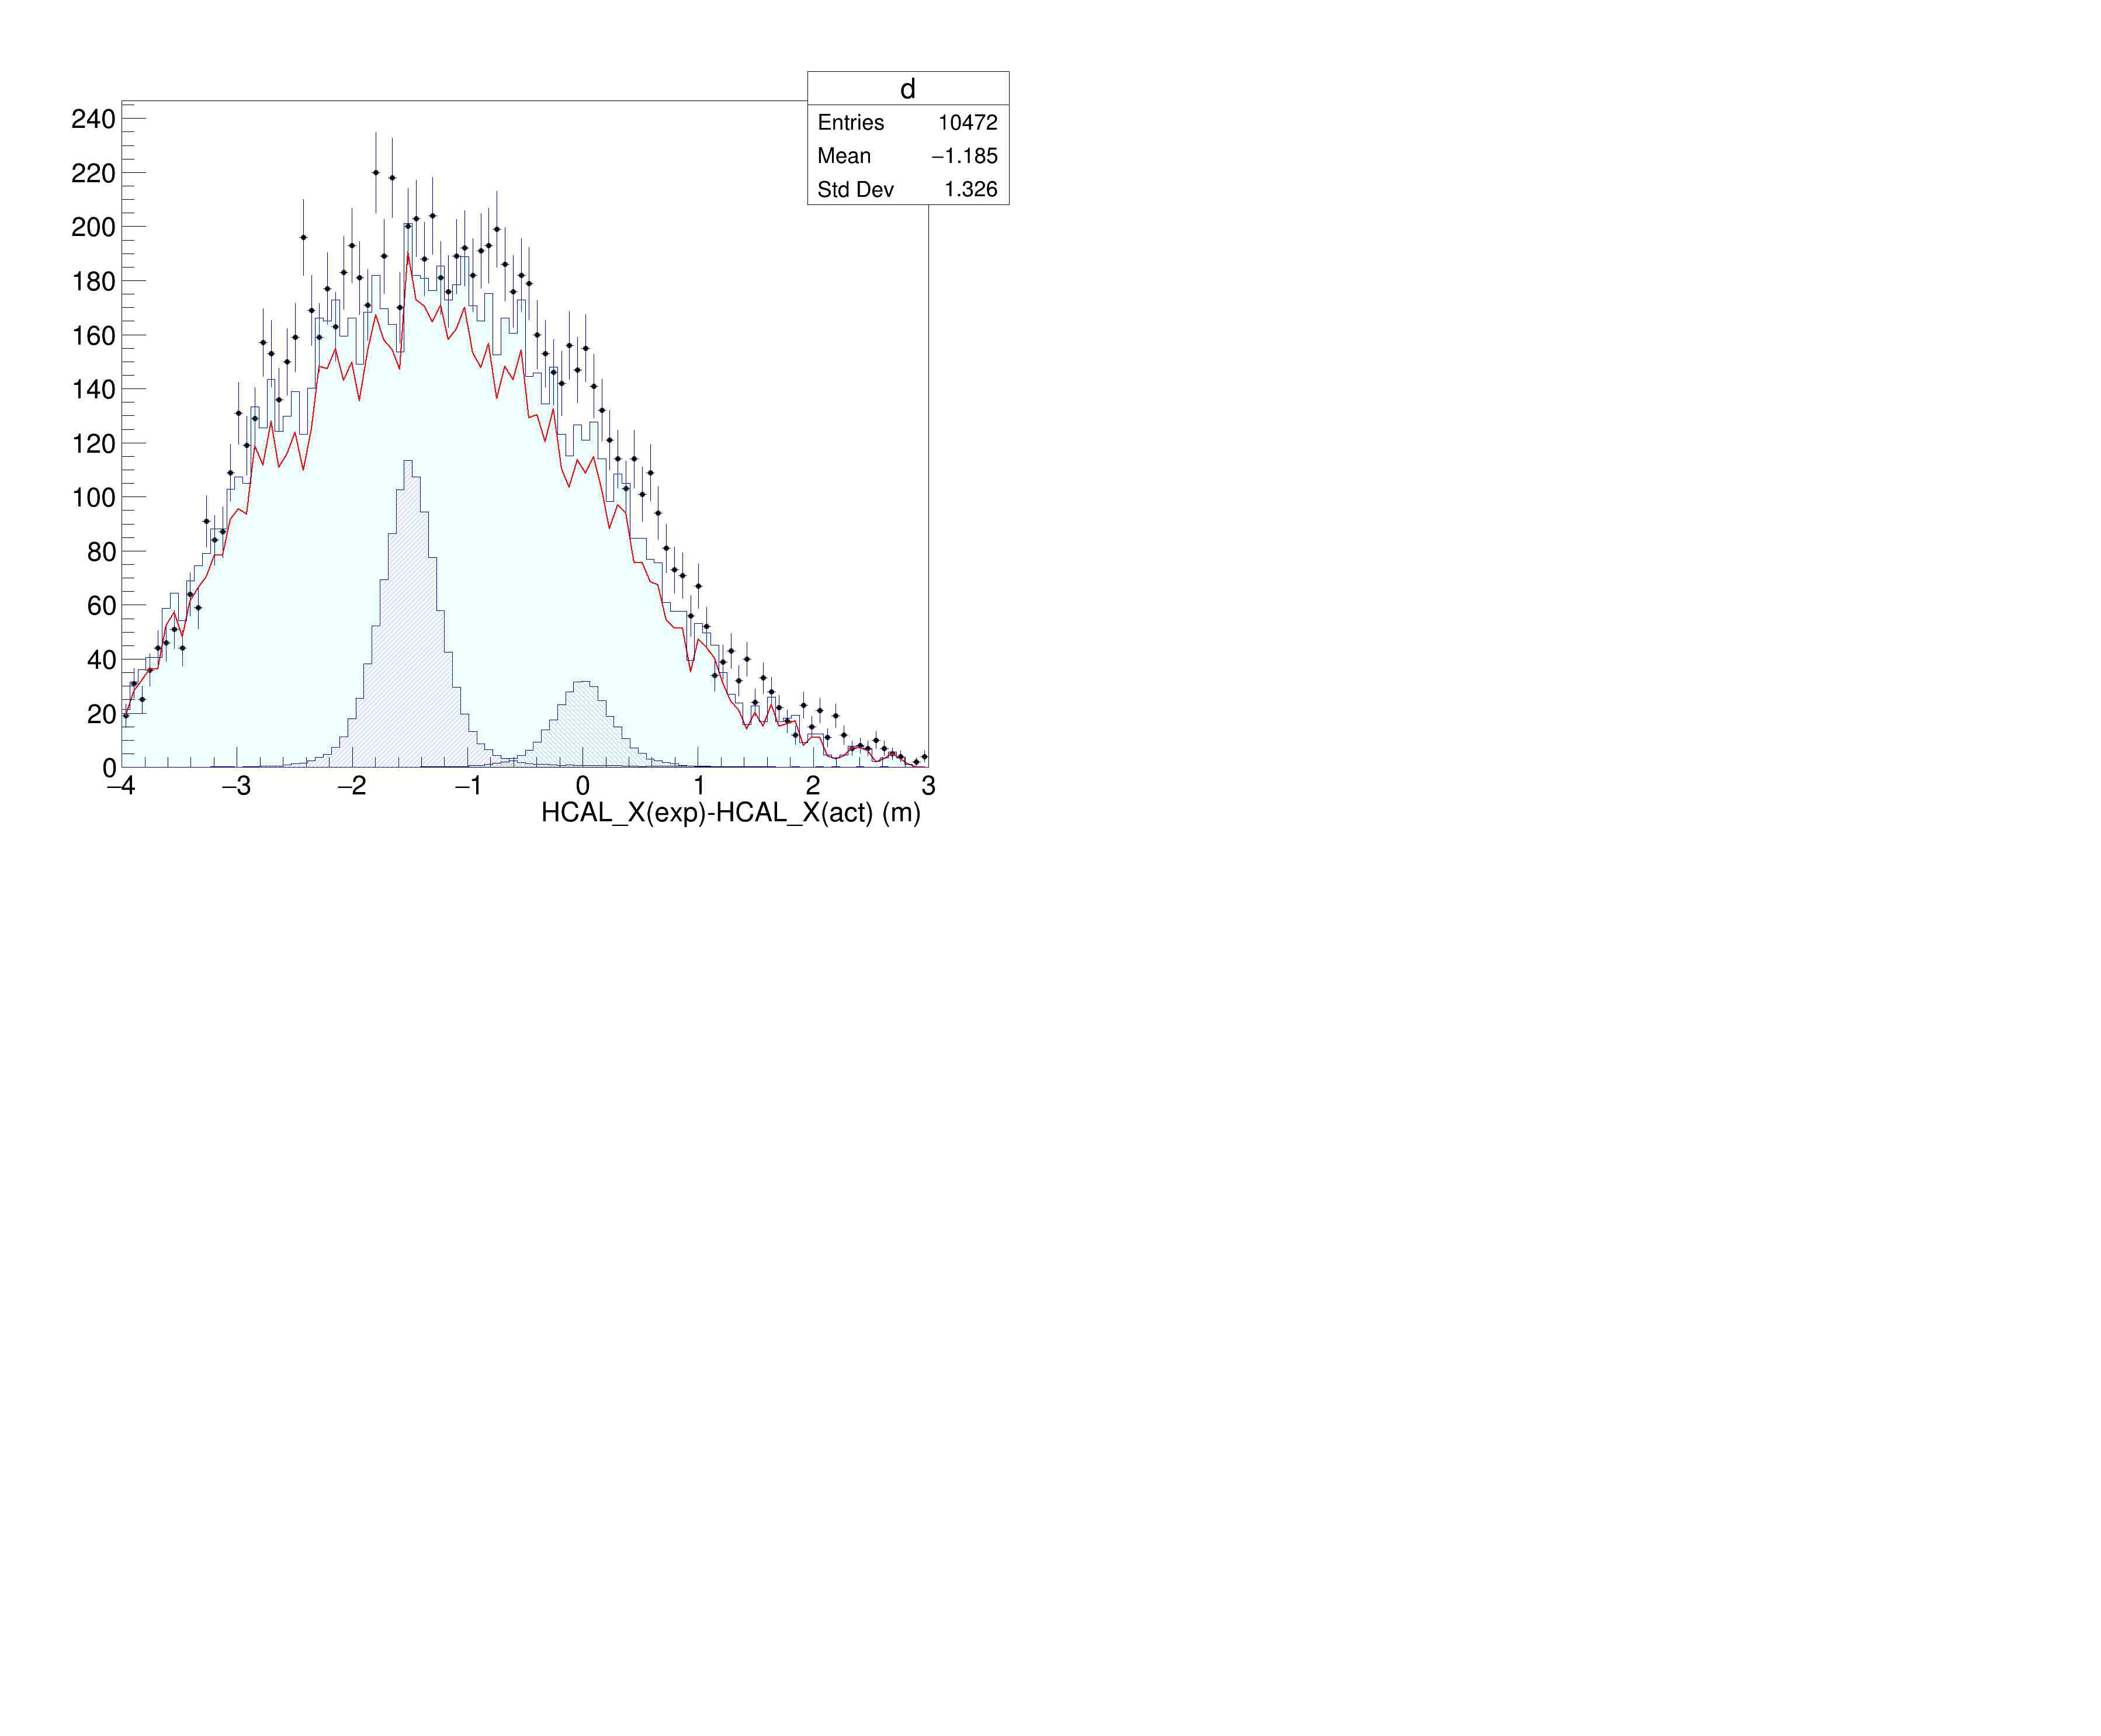 d
Entries 10472
Mean −1.185
Std Dev 1.326
240
220
200
180
160
140
120
100
80
60
40
20
0
−4 −3 −2 −1 0 1 2 3
HCAL_X(exp)-HCAL_X(act) (m)